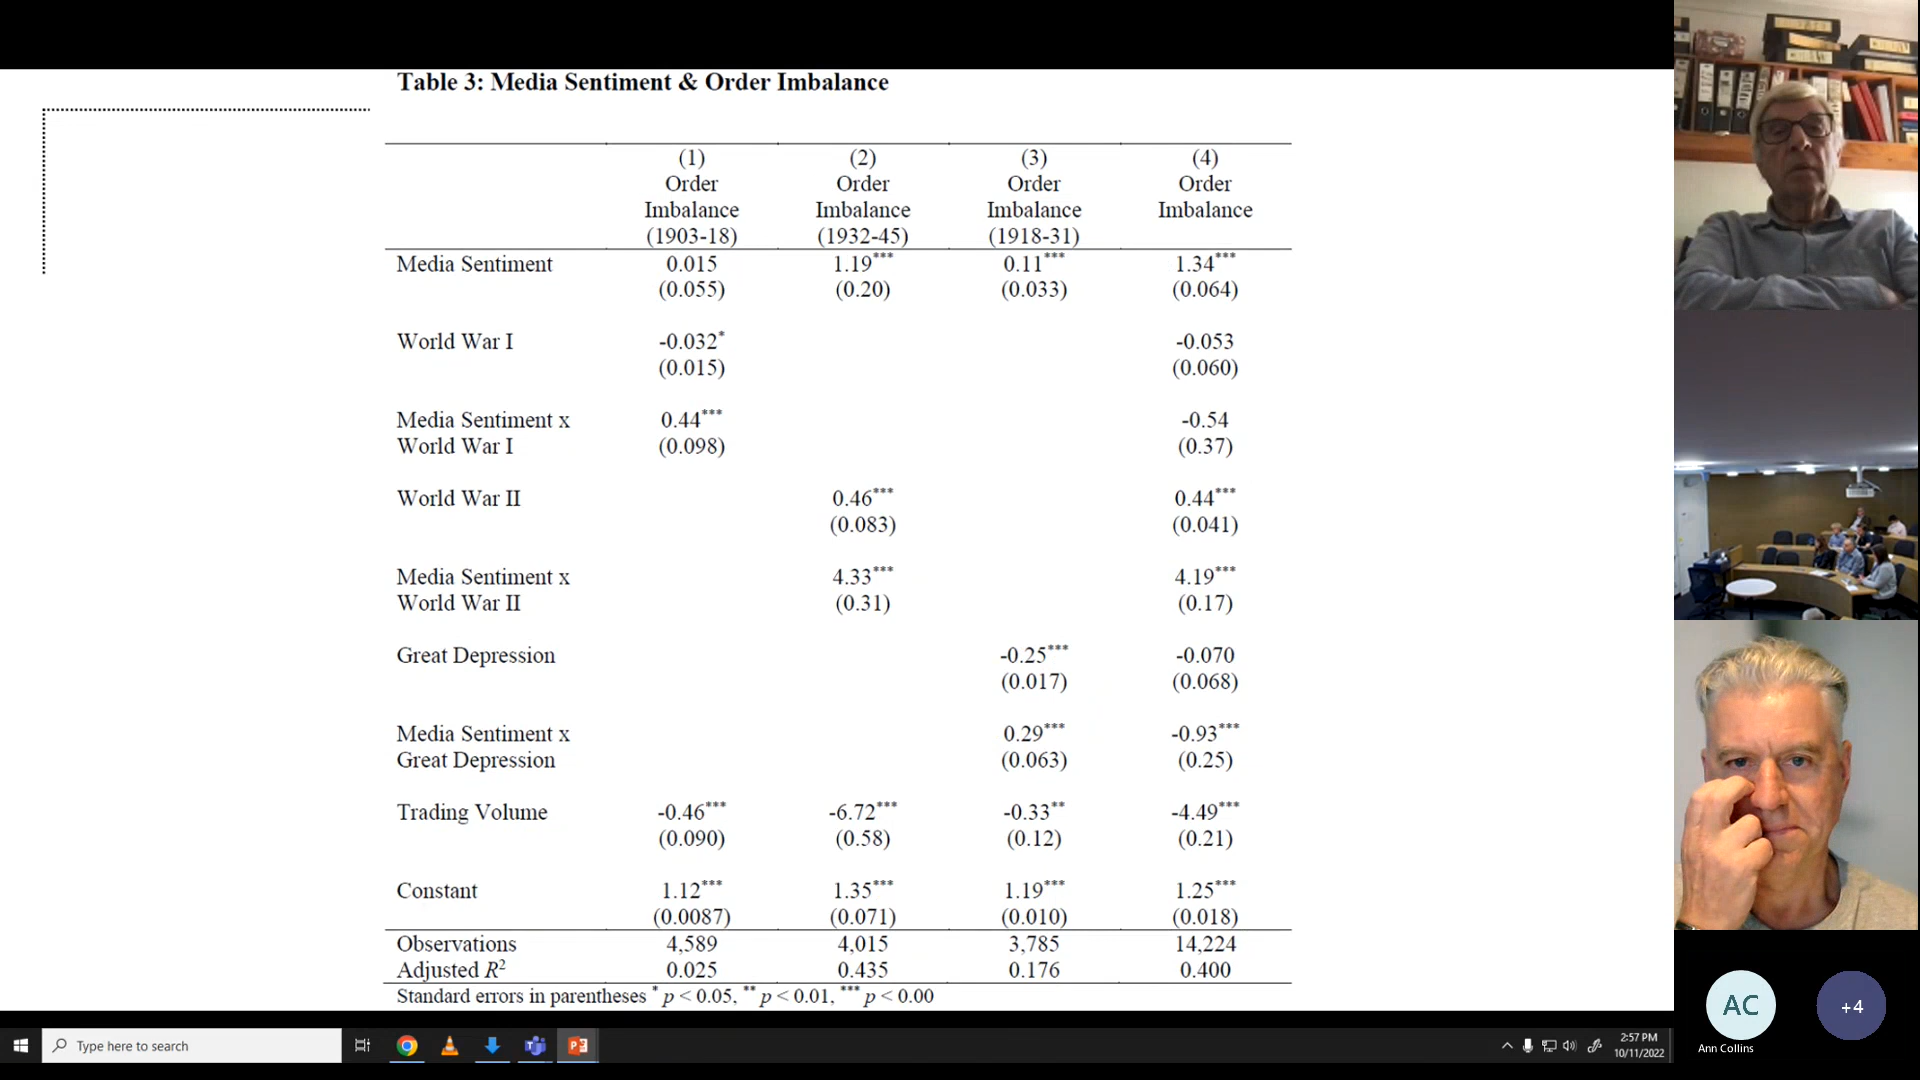 Table 3: Media Sentiment & Order Imbalance
(1) (2) (3) (4)
Order Order Order Order
Imbalance Imbalance Imbalance Imbalance
(1903-18) (1932-45) (1918-31)
Media Sentiment 0.015 1.19*** 0.11*** 1.34***
(0.055) (0.20) (0.033) (0.064)
World War I -0.032* -0.053
(0.015) (0.060)
Media Sentiment x 0.44*** -0.54
World War I (0.098) (0.37)
World War II 0.46*** 0.44***
(0.083) (0.041)
Media Sentiment x 4.33*** 4.19***
World War II (0.31) (0.17)
Great Depression -0.25*** -0.070
(0.017) (0.068)
Media Sentiment x 0.29*** -0.93***
Great Depression (0.063) (0.25)
Trading Volume -0.46*** -6.72*** -0.33** -4.49***
(0.090) (0.58) (0.12) (0.21)
Constant 1.12*** 1.35*** 1.19*** 1.25***
(0.0087) (0.071) (0.010) (0.018)
Observations 4,589 4,015 3,785 14,224
Adjusted R² 0.025 0.435 0.176 0.400
Standard errors in parentheses * p < 0.05, ** p < 0.01, *** p < 0.00
AC
+4
Ann Collins
Type here to search
2:57 PM
10/11/2022